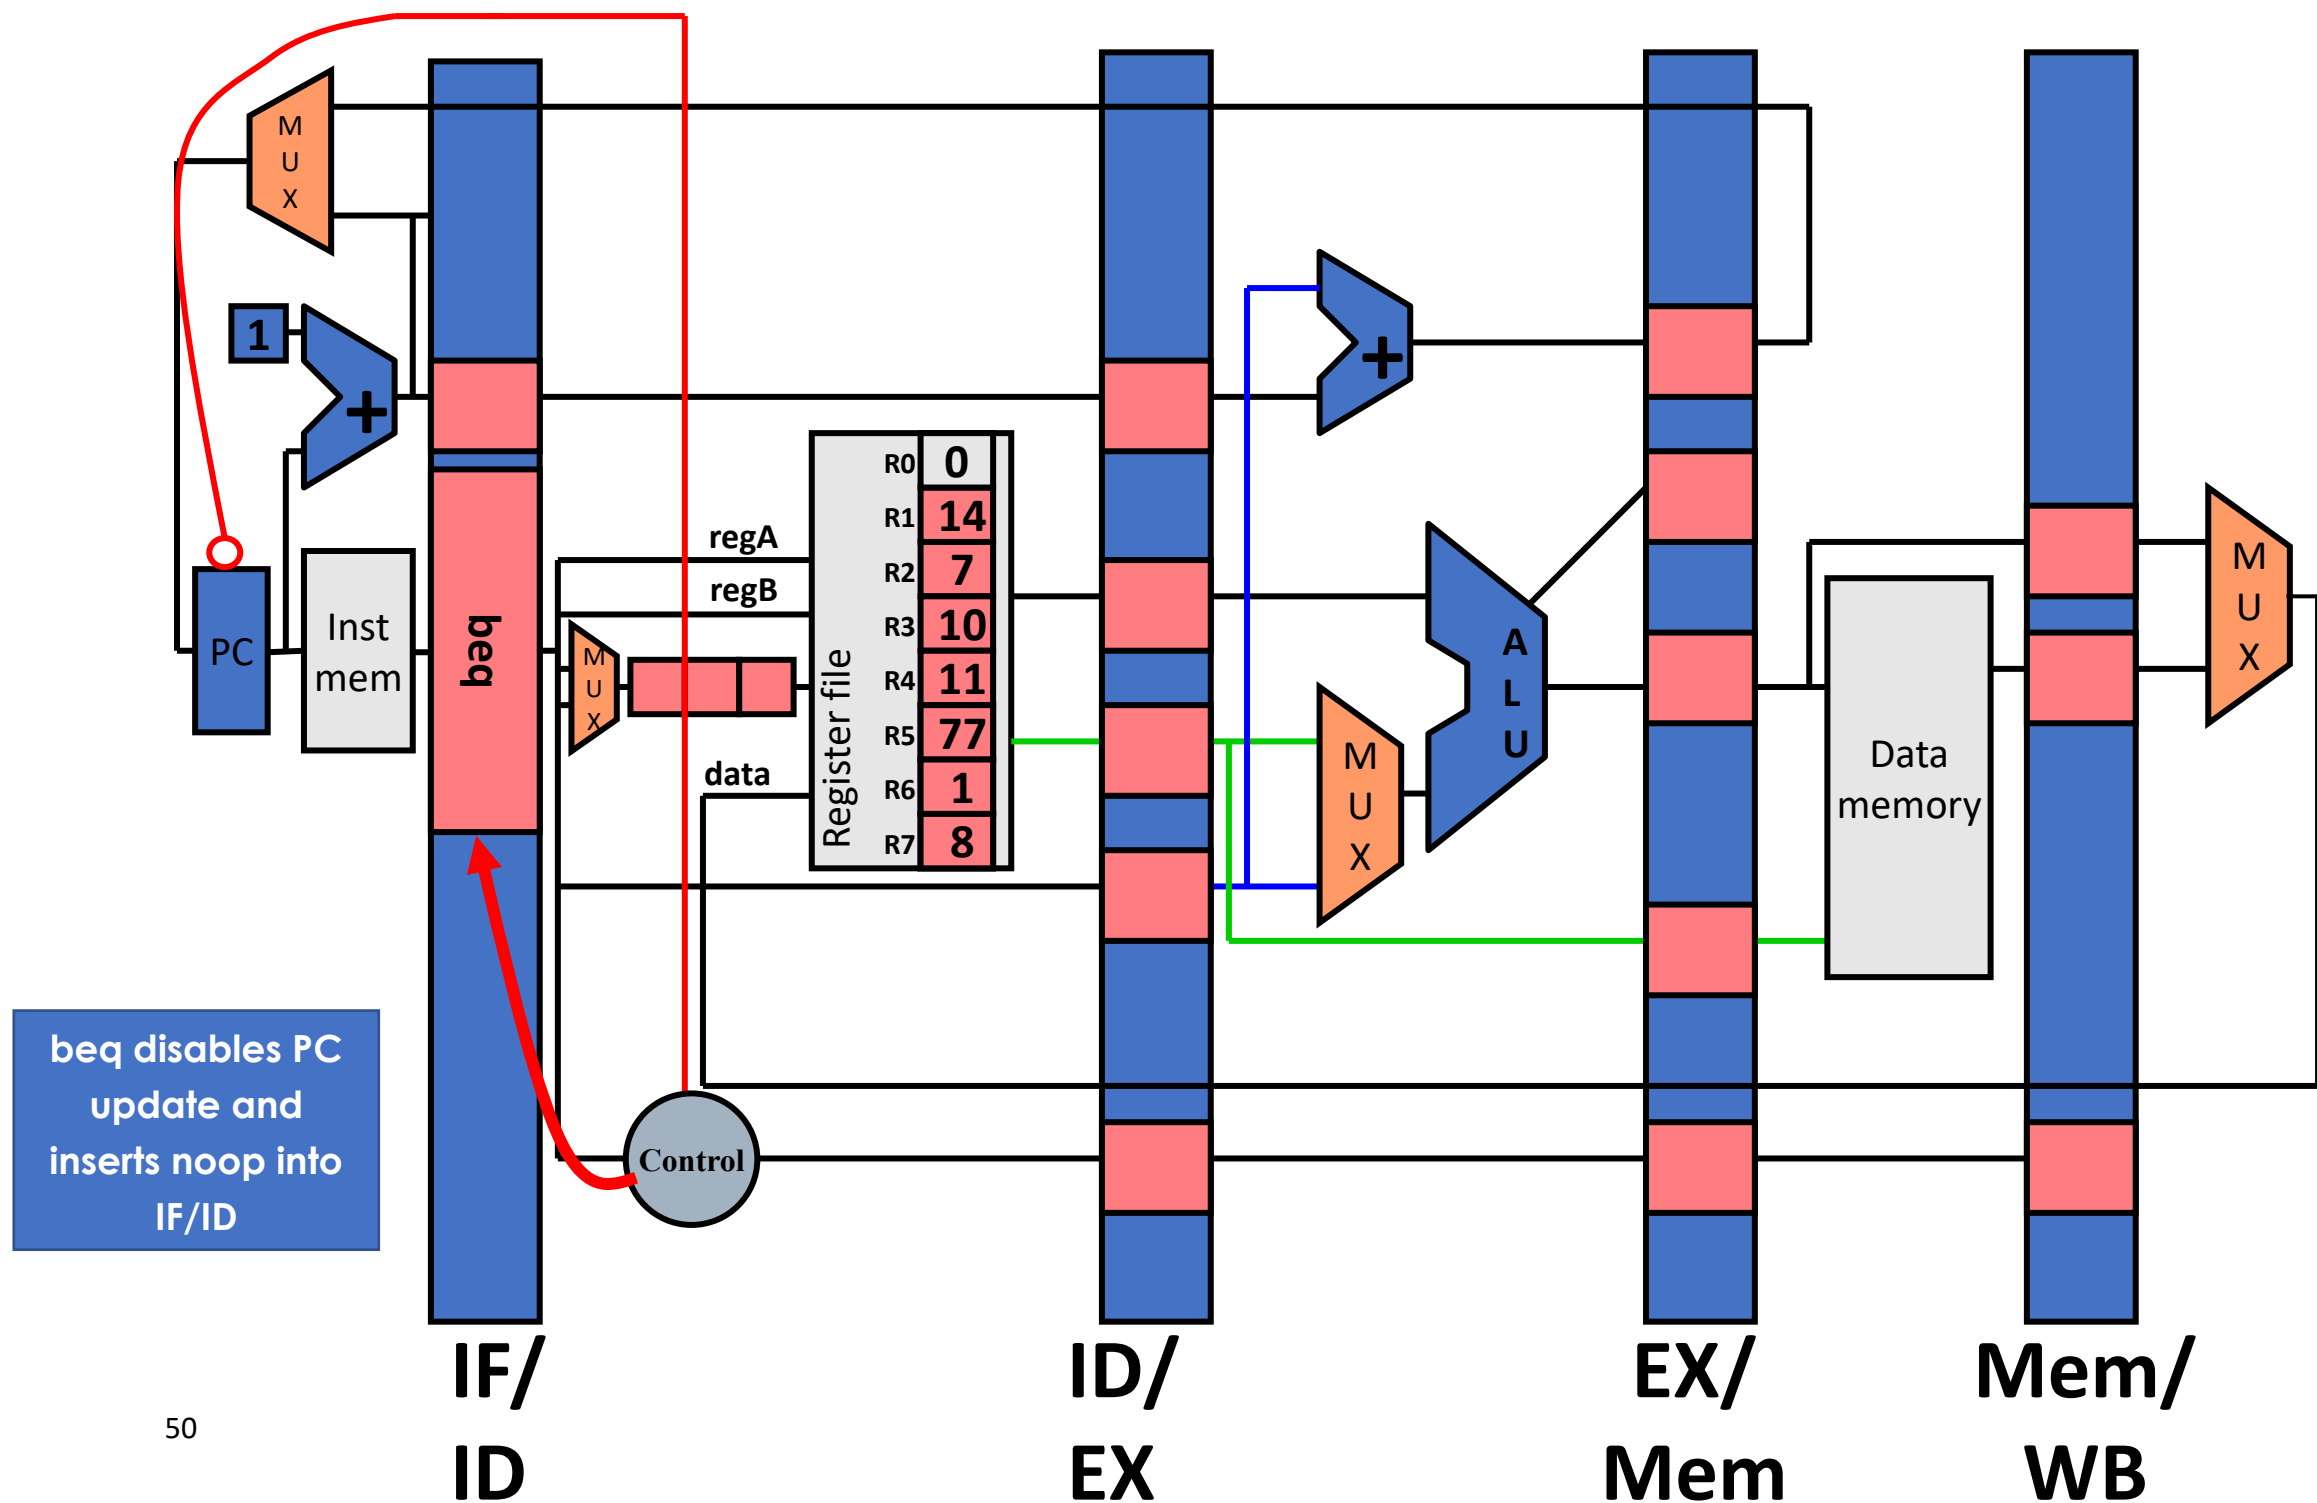 M
U
X
1
+
+
R0 0
R1 14
R2 7
R3 10
R4 11
R5 77
R6 1
R7 8
Register file
regA
regB
data
PC
Inst
mem
beq
M
U
X
A
L
U
M
U
X
Data
memory
M
U
X
Control
beq disables PC
update and
inserts noop into
IF/ID
IF/
ID
ID/
EX
EX/
Mem
Mem/
WB
50